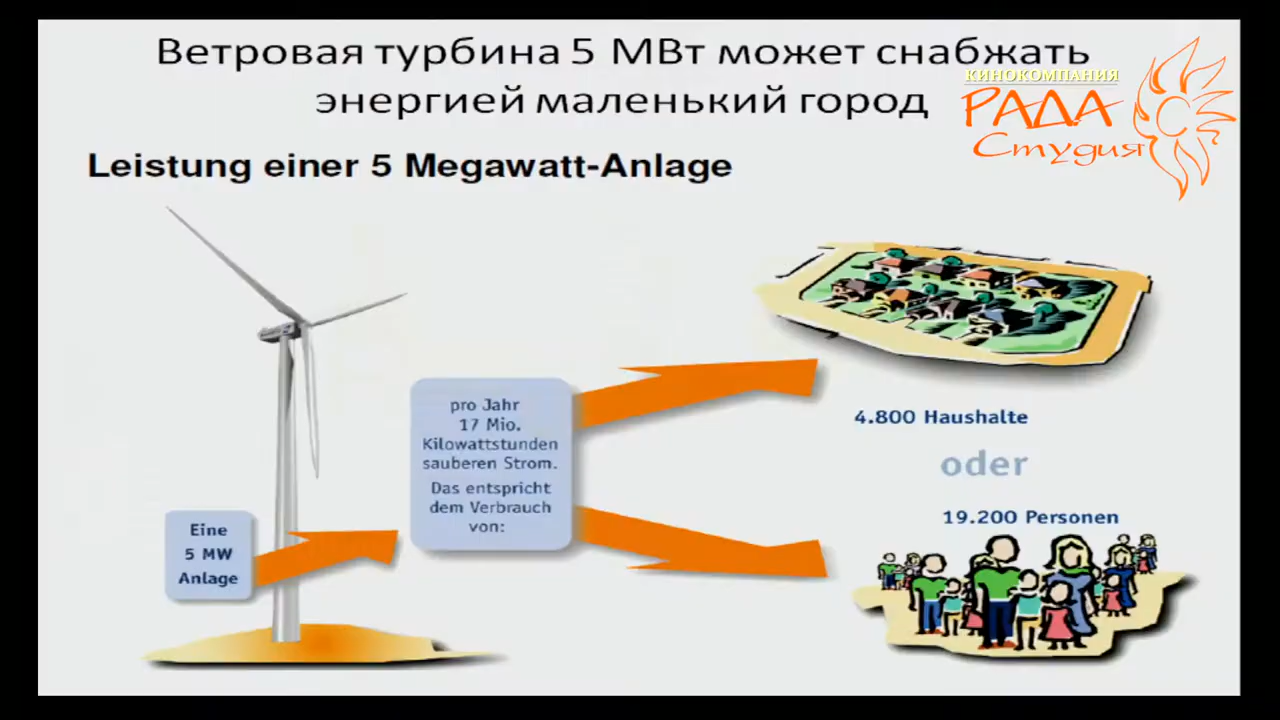 Ветровая турбина 5 МВт может снабжать
энергией маленький город
КИНОКОМПАНИЯ
РАДА
Студия
Leistung einer 5 Megawatt-Anlage
pro Jahr
17 Mio.
Kilowattstunden
sauberen Strom.
Das entspricht
dem Verbrauch
von:
Eine
5 MW
Anlage
4.800 Haushalte
oder
19.200 Personen